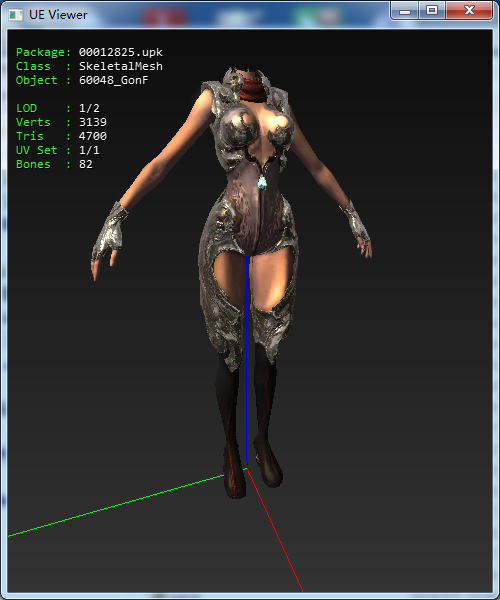 UE Viewer
Package: 00012825.upk
Class : SkeletalMesh
Object : 60048_GonF
LOD : 1/2
Verts : 3139
Tris : 4700
UV Set : 1/1
Bones : 82